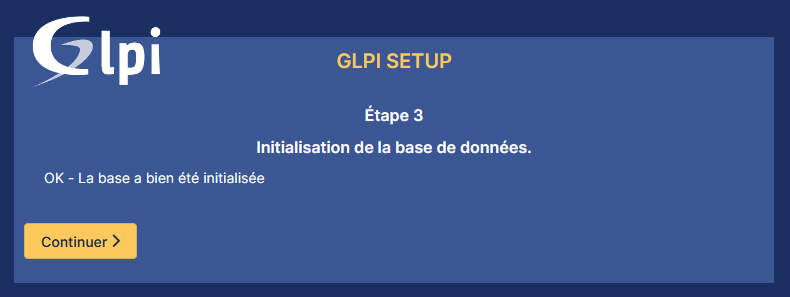 Glpi
GLPI SETUP
Étape 3
Initialisation de la base de données.
OK - La base a bien été initialisée
Continuer